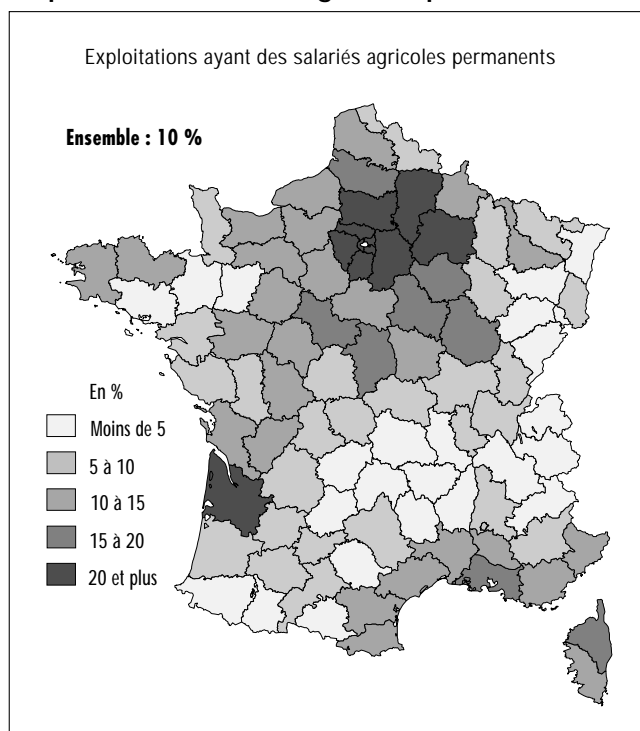 Exploitations ayant des salariés agricoles permanents
Ensemble : 10 %
En %
Moins de 5
5 à 10
10 à 15
15 à 20
20 et plus